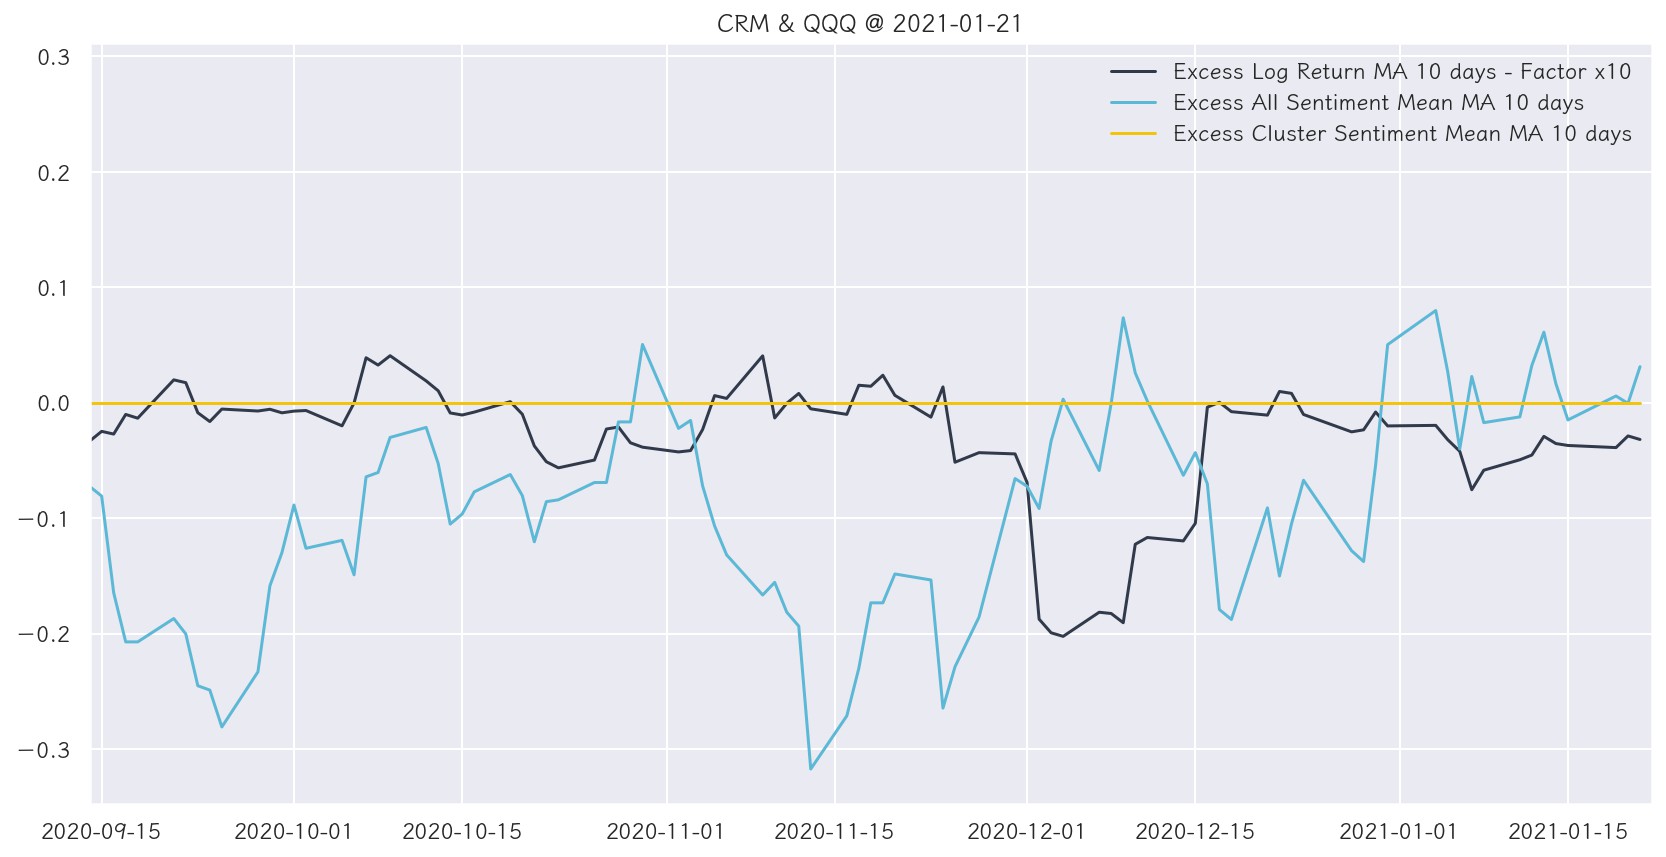 CRM & QQQ @ 2021-01-21
Excess Log Return MA 10 days - Factor x10
Excess All Sentiment Mean MA 10 days
Excess Cluster Sentiment Mean MA 10 days
0.3
0.2
0.1
0.0
−0.1
−0.2
−0.3
2020-09-15 2020-10-01 2020-10-15 2020-11-01 2020-11-15 2020-12-01 2020-12-15 2021-01-01 2021-01-15